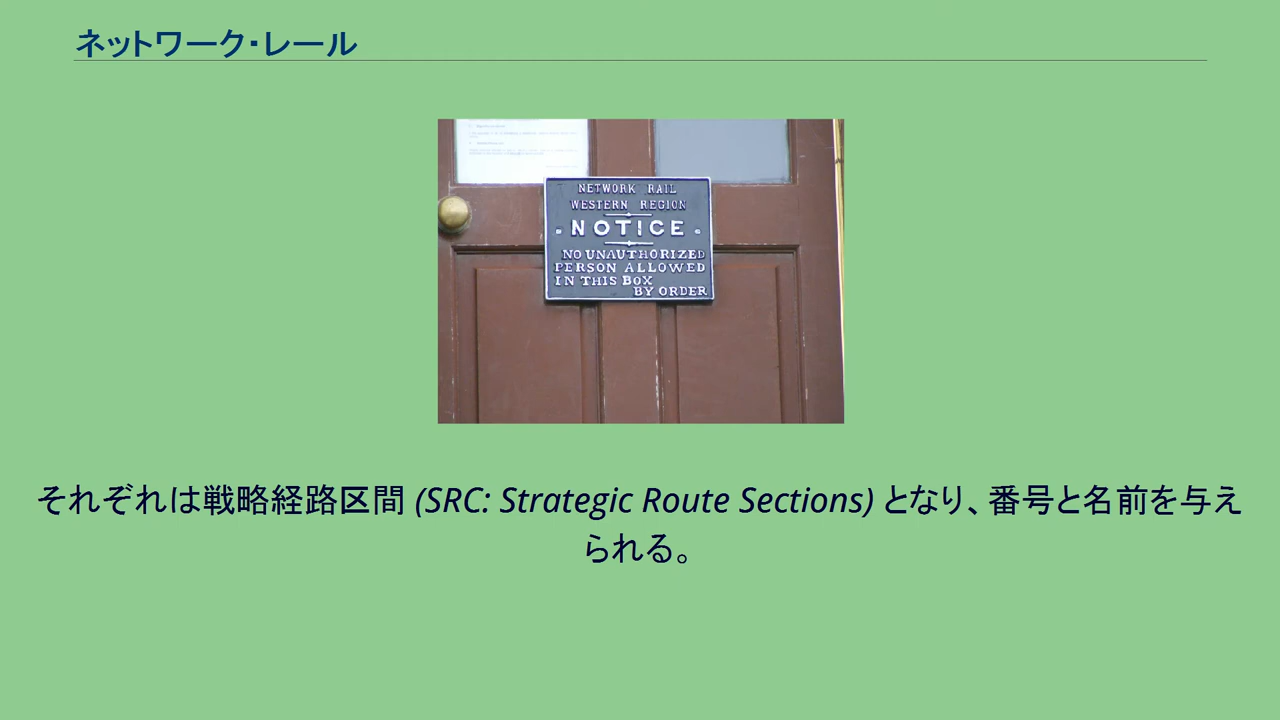 ネットワーク・レール
NETWORK RAIL
WESTERN REGION
NOTICE
NO UNAUTHORIZED
PERSON ALLOWED
IN THIS BOX
BY ORDER
それぞれは戦略経路区間 (SRC: Strategic Route Sections) となり、番号と名前を与え
られる。